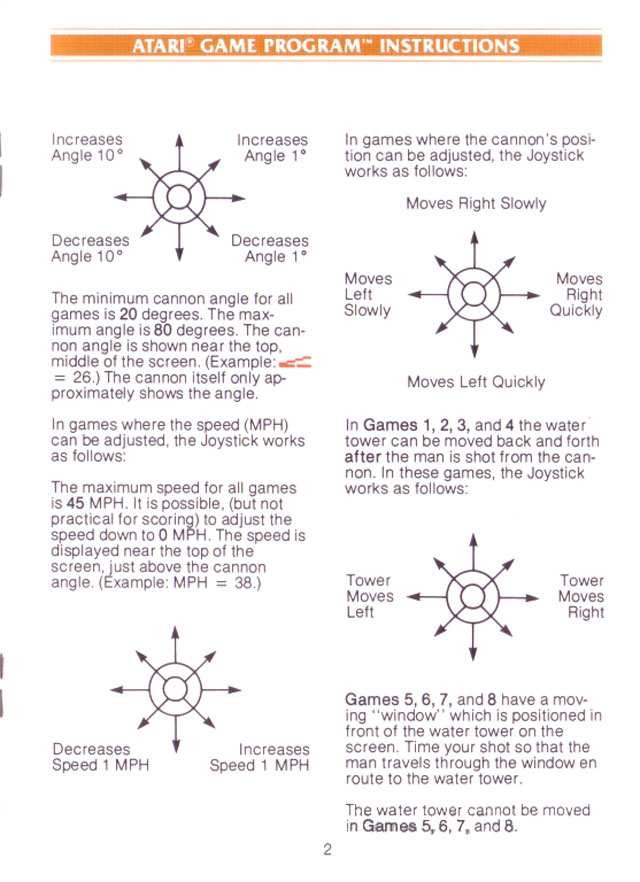 ATARI® GAME PROGRAM™ INSTRUCTIONS
Increases Increases
Angle 10° Angle 1°
Decreases Decreases
Angle 10° Angle 1°
The minimum cannon angle for all
games is 20 degrees. The max-
imum angle is 80 degrees. The can-
non angle is shown near the top,
middle of the screen. (Example:
= 26.) The cannon itself only ap-
proximately shows the angle.
In games where the speed (MPH)
can be adjusted, the Joystick works
as follows:
The maximum speed for all games
is 45 MPH. It is possible, (but not
practical for scoring) to adjust the
speed down to 0 MPH. The speed is
displayed near the top of the
screen, just above the cannon
angle. (Example: MPH = 38.)
Decreases Increases
Speed 1 MPH Speed 1 MPH
In games where the cannon's posi-
tion can be adjusted, the Joystick
works as follows:
Moves Right Slowly
Moves Moves
Left Right
Slowly Quickly
Moves Left Quickly
In Games 1, 2, 3, and 4 the water
tower can be moved back and forth
after the man is shot from the can-
non. In these games, the Joystick
works as follows:
Tower Tower
Moves Moves
Left Right
Games 5, 6, 7, and 8 have a mov-
ing "window" which is positioned in
front of the water tower on the
screen. Time your shot so that the
man travels through the window en
route to the water tower.
The water tower cannot be moved
in Games 5, 6, 7, and 8.
2